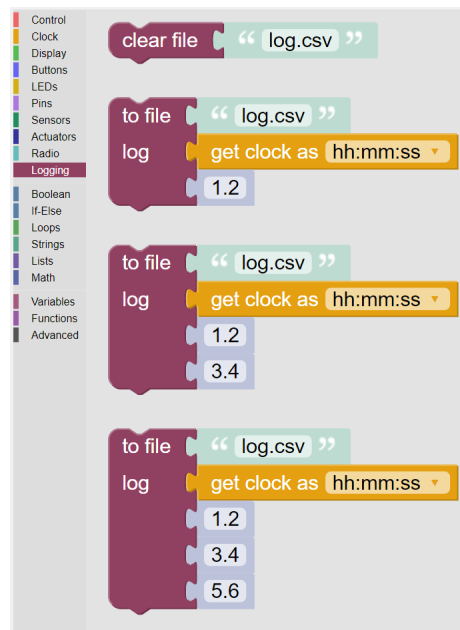 Control
Clock
Display
Buttons
LEDs
Pins
Sensors
Actuators
Radio
Logging
Boolean
If-Else
Loops
Strings
Lists
Math
Variables
Functions
Advanced
clear file “ log.csv ”
to file “ log.csv ”
log get clock as hh:mm:ss
1.2
to file “ log.csv ”
log get clock as hh:mm:ss
1.2
3.4
to file “ log.csv ”
log get clock as hh:mm:ss
1.2
3.4
5.6